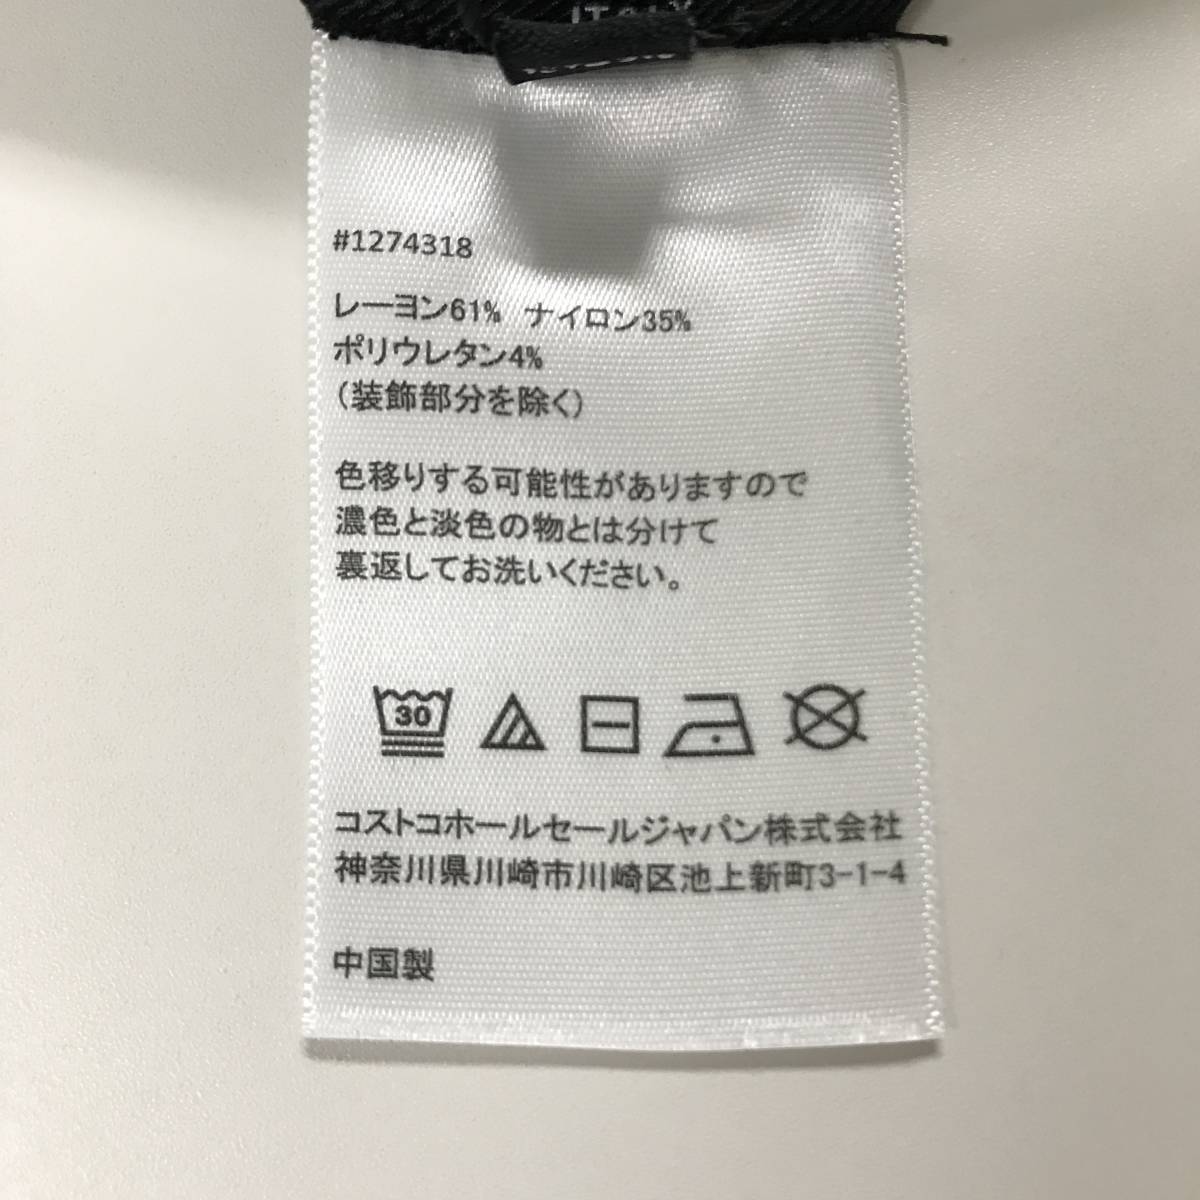 ITALY
#1274318
レーヨン61% ナイロン35%
ポリウレタン4%
(装飾部分を除く)
色移りする可能性がありますので
濃色と淡色の物とは分けて
裏返してお洗いください。
30
コストコホールセールジャパン株式会社
神奈川県川崎市川崎区池上新町3-1-4
中国製